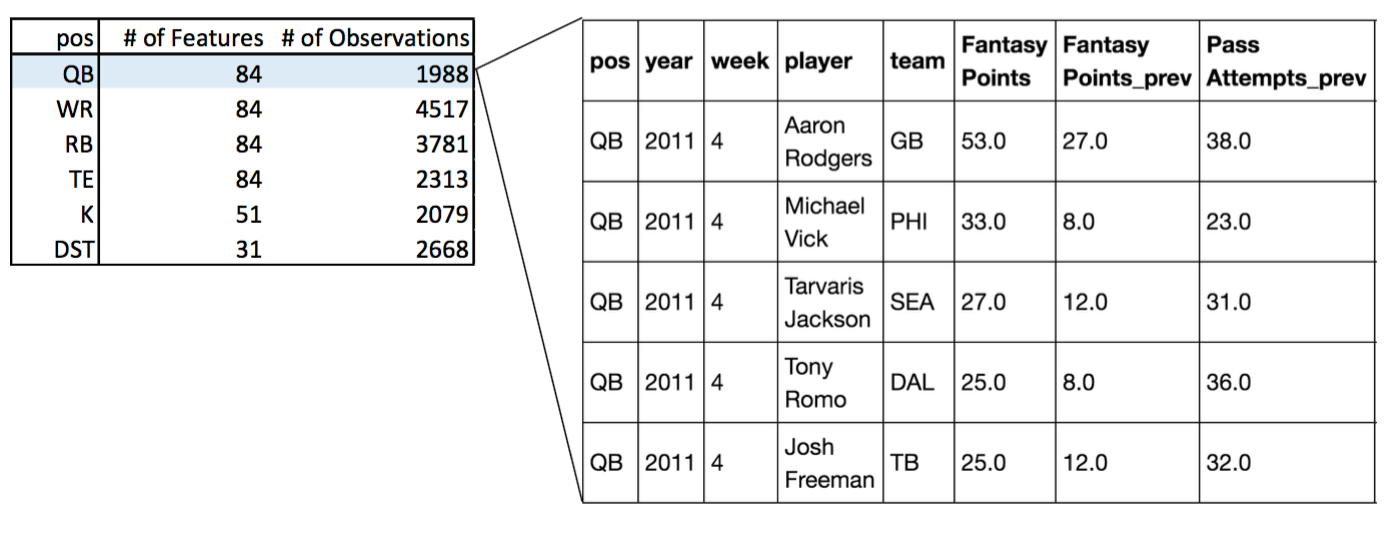 pos # of Features # of Observations
QB 84 1988
WR 84 4517
RB 84 3781
TE 84 2313
K 51 2079
DST 31 2668
pos year week player team Fantasy Points Fantasy Points_prev Pass Attempts_prev
QB 2011 4 Aaron Rodgers GB 53.0 27.0 38.0
QB 2011 4 Michael Vick PHI 33.0 8.0 23.0
QB 2011 4 Tarvaris Jackson SEA 27.0 12.0 31.0
QB 2011 4 Tony Romo DAL 25.0 8.0 36.0
QB 2011 4 Josh Freeman TB 25.0 12.0 32.0